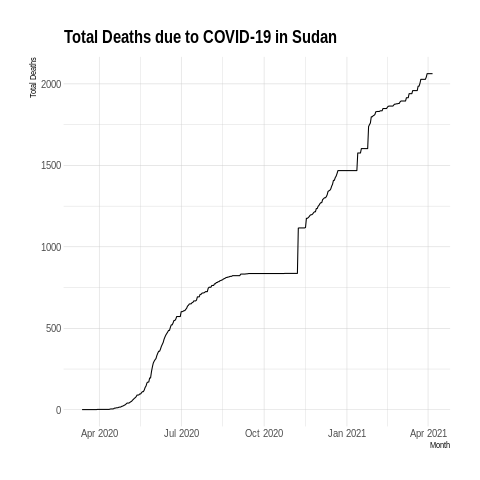 Total Deaths due to COVID-19 in Sudan
Total Deaths
2000
1500
1000
500
0
Apr 2020 Jul 2020 Oct 2020 Jan 2021 Apr 2021
Month